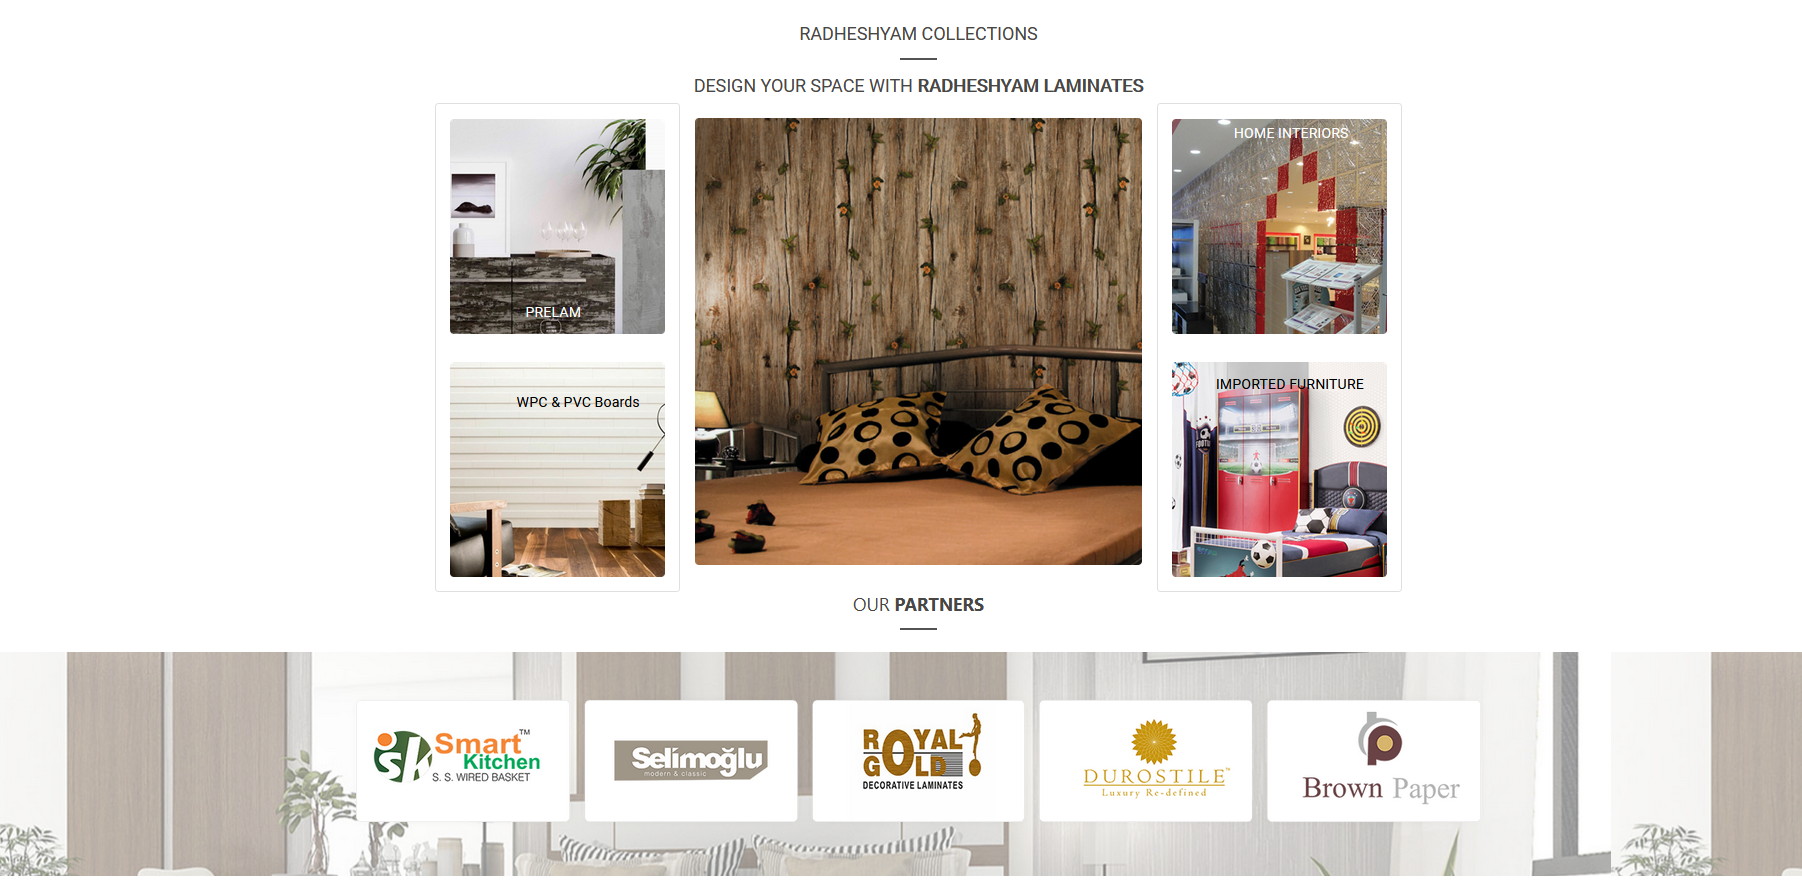 RADHESHYAM COLLECTIONS
DESIGN YOUR SPACE WITH RADHESHYAM LAMINATES
PRELAM
WPC & PVC Boards
HOME INTERIORS
IMPORTED FURNITURE
OUR PARTNERS
Smart™
Kitchen
S. S. WIRED BASKET
Selimoğlu
modern & classic
ROYAL
GOLD
DECORATIVE LAMINATES
DUROSTILE™
Luxury Re-defined
Brown Paper